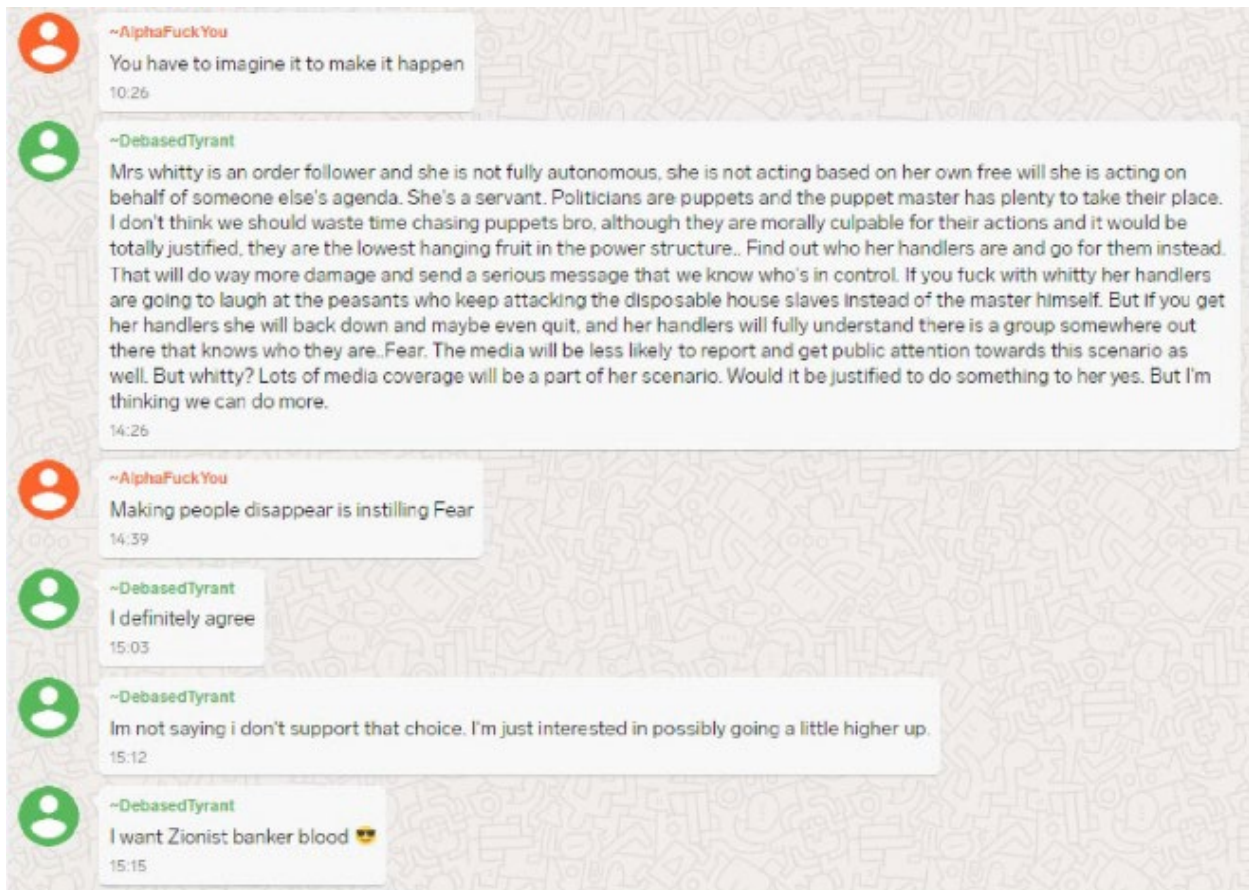 ~AlphaFuckYou
You have to imagine it to make it happen
10:26
~DebasedTyrant
Mrs whitty is an order follower and she is not fully autonomous, she is not acting based on her own free will she is acting on
behalf of someone else's agenda. She's a servant. Politicians are puppets and the puppet master has plenty to take their place.
I don't think we should waste time chasing puppets bro, although they are morally culpable for their actions and it would be
totally justified, they are the lowest hanging fruit in the power structure.. Find out who her handlers are and go for them instead.
That will do way more damage and send a serious message that we know who's in control. If you fuck with whitty her handlers
are going to laugh at the peasants who keep attacking the disposable house slaves instead of the master himself. But if you get
her handlers she will back down and maybe even quit, and her handlers will fully understand there is a group somewhere out
there that knows who they are..Fear. The media will be less likely to report and get public attention towards this scenario as
well. But whitty? Lots of media coverage will be a part of her scenario. Would it be justified to do something to her yes. But I'm
thinking we can do more.
14:26
~AlphaFuckYou
Making people disappear is instilling Fear
14:39
~DebasedTyrant
I definitely agree
15:03
~DebasedTyrant
Im not saying i don't support that choice. I'm just interested in possibly going a little higher up.
15:12
~DebasedTyrant
I want Zionist banker blood 😎
15:15